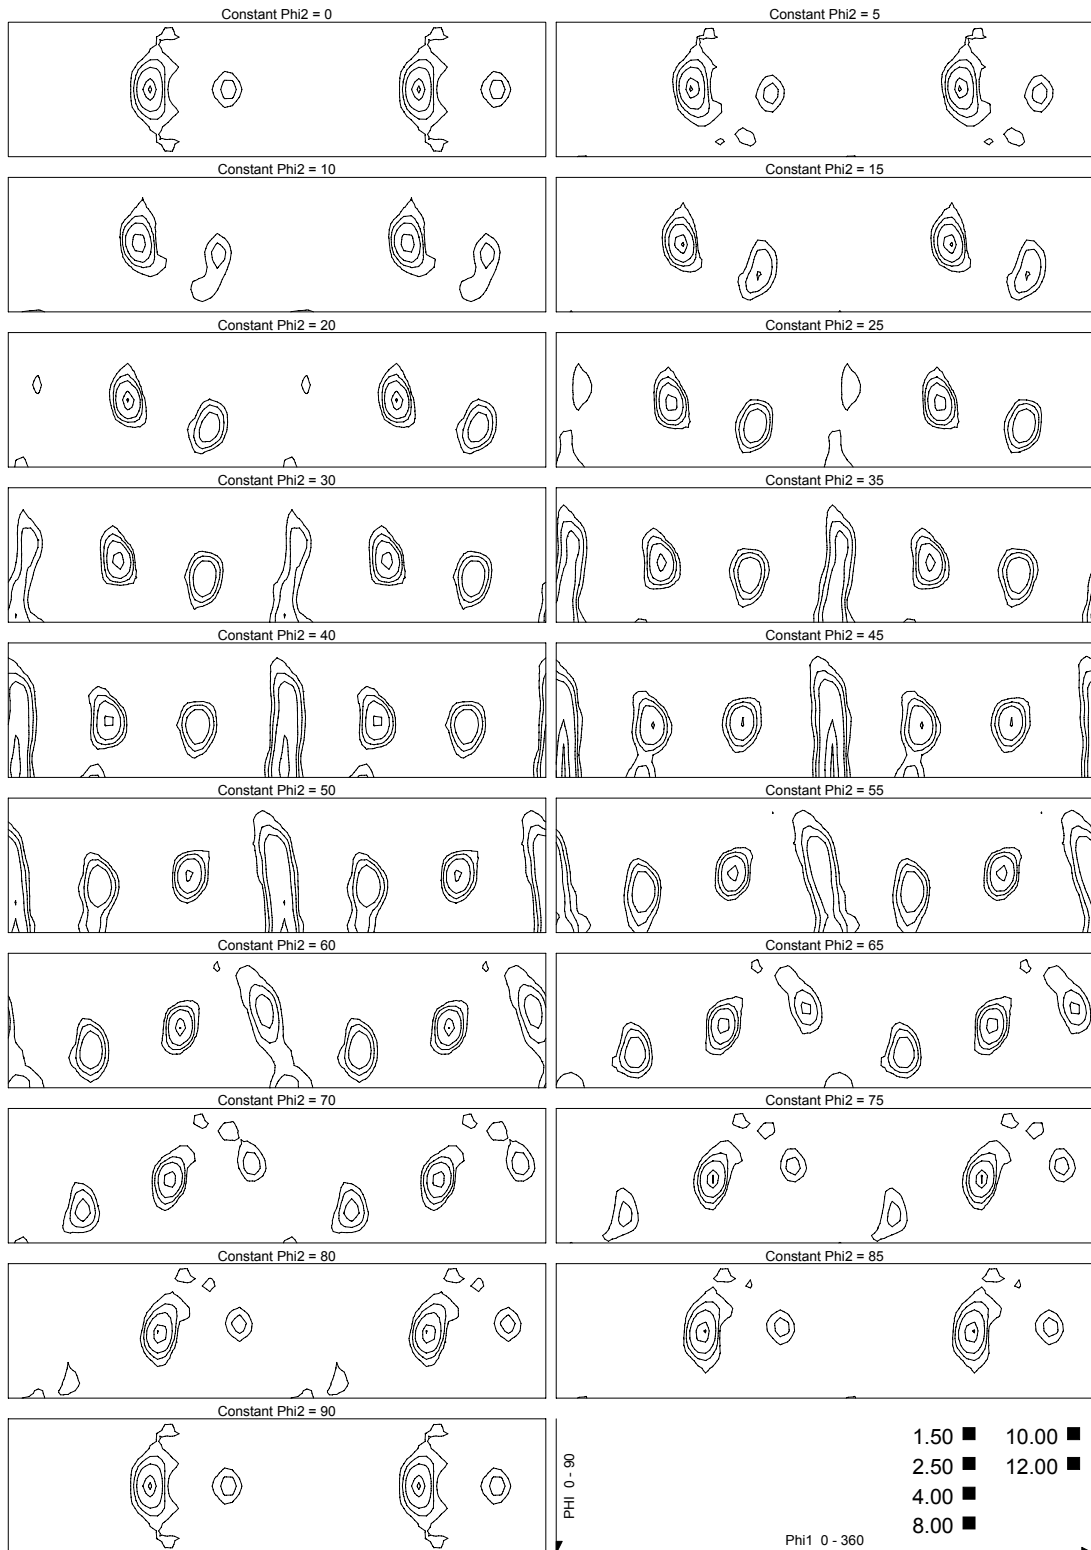 Constant Phi2 = 0
Constant Phi2 = 5
Constant Phi2 = 10
Constant Phi2 = 15
Constant Phi2 = 20
Constant Phi2 = 25
Constant Phi2 = 30
Constant Phi2 = 35
Constant Phi2 = 40
Constant Phi2 = 45
Constant Phi2 = 50
Constant Phi2 = 55
Constant Phi2 = 60
Constant Phi2 = 65
Constant Phi2 = 70
Constant Phi2 = 75
Constant Phi2 = 80
Constant Phi2 = 85
Constant Phi2 = 90
PHI 0 - 90
Phi1 0 - 360
1.50 10.00
2.50 12.00
4.00
8.00